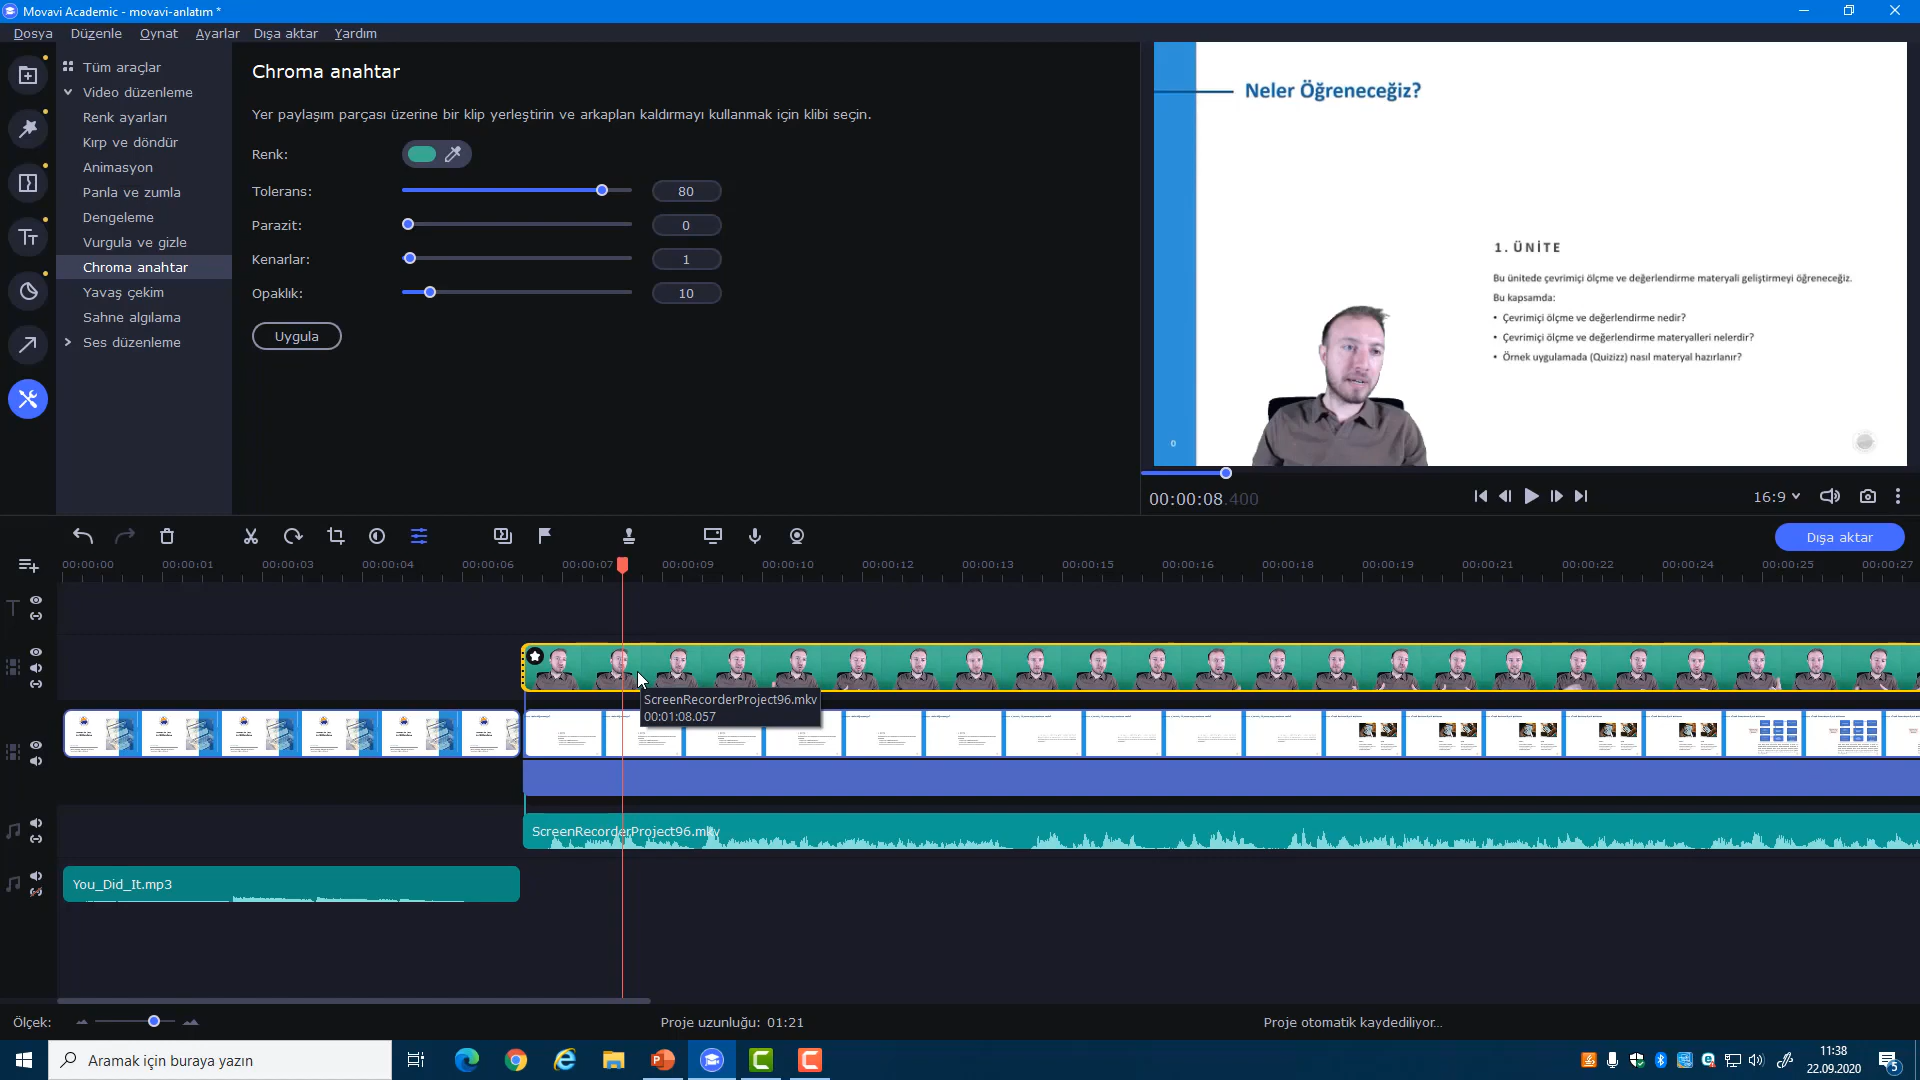 Movavi Academic - movavi-anlatım *
Dosya Düzenle Oynat Ayarlar Dışa aktar Yardım
Tüm araçlar
Video düzenleme
Renk ayarları
Kırp ve döndür
Animasyon
Panla ve zumla
Dengeleme
Vurgula ve gizle
Chroma anahtar
Yavaş çekim
Sahne algılama
Ses düzenleme
Chroma anahtar
Yer paylaşım parçası üzerine bir klip yerleştirin ve arkaplan kaldırmayı kullanmak için klibi seçin.
Renk:
Tolerans: 80
Parazit: 0
Kenarlar: 1
Opaklık: 10
Uygula
Neler Öğreneceğiz?
1. ÜNİTE
Bu ünitede çevrimiçi ölçme ve değerlendirme materyali geliştirmeyi öğreneceğiz.
Bu kapsamda:
• Çevrimiçi ölçme ve değerlendirme nedir?
• Çevrimiçi ölçme ve değerlendirme materyalleri nelerdir?
• Örnek uygulamada (Quizizz) nasıl materyal hazırlanır?
0
00:00:08.400
16:9
Dışa aktar
00:00:00 00:00:01 00:00:03 00:00:04 00:00:06 00:00:07 00:00:09 00:00:10 00:00:12 00:00:13 00:00:15 00:00:16 00:00:18 00:00:19 00:00:21 00:00:22 00:00:24 00:00:25 00:00:27
ScreenRecorderProject96.mkv
00:01:08.057
ScreenRecorderProject96.mkv
You_Did_It.mp3
Ölçek:
Proje uzunluğu: 01:21
Proje otomatik kaydediliyor...
Aramak için buraya yazın
11:38
22.09.2020
5